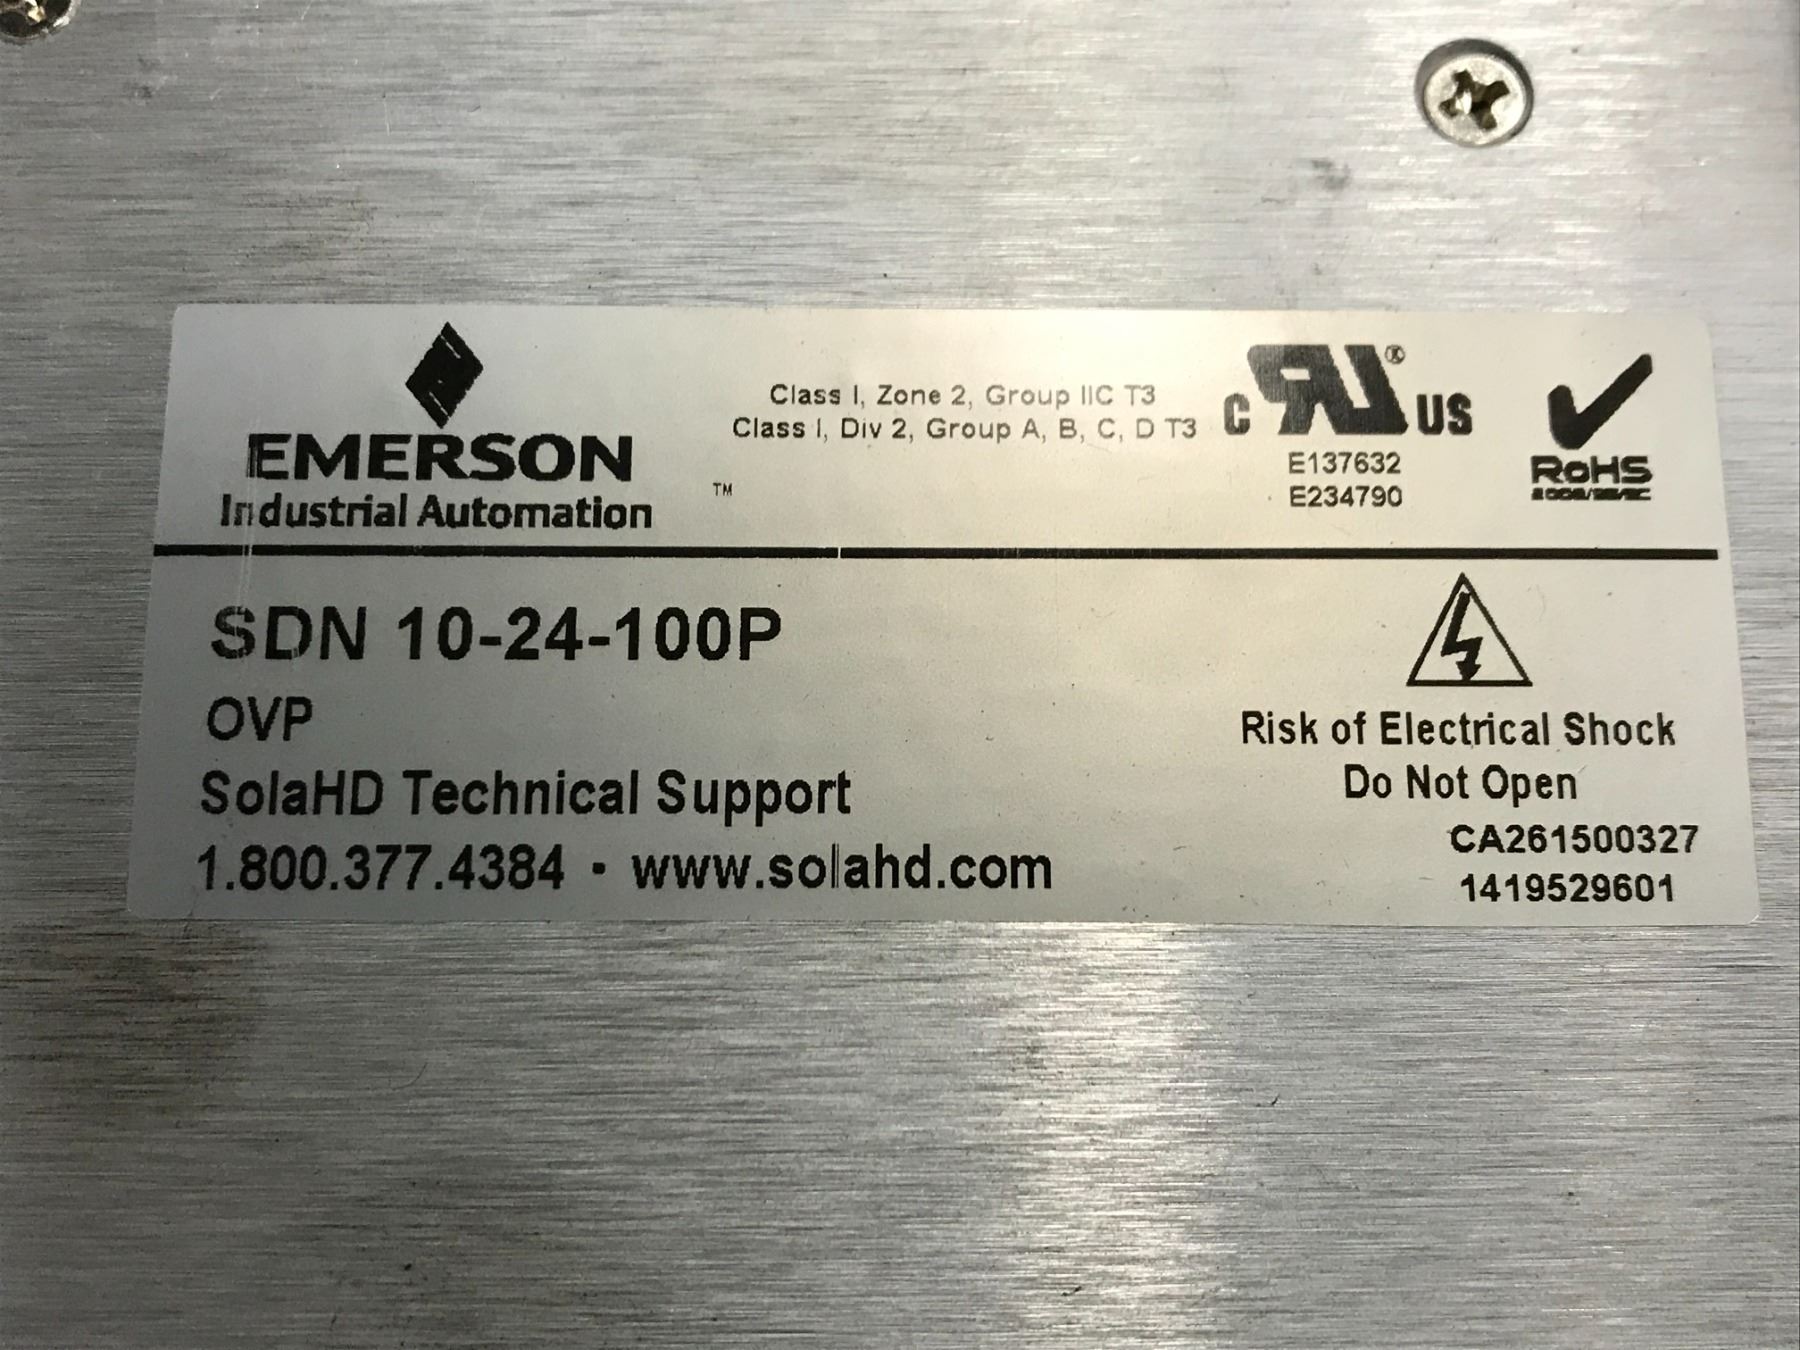 EMERSON
Industrial Automation
™
Class I, Zone 2, Group IIC T3
Class I, Div 2, Group A, B, C, D T3
C RU® US
E137632
E234790
RoHS
SDN 10-24-100P
OVP
SolaHD Technical Support
1.800.377.4384 · www.solahd.com
Risk of Electrical Shock
Do Not Open
CA261500327
1419529601